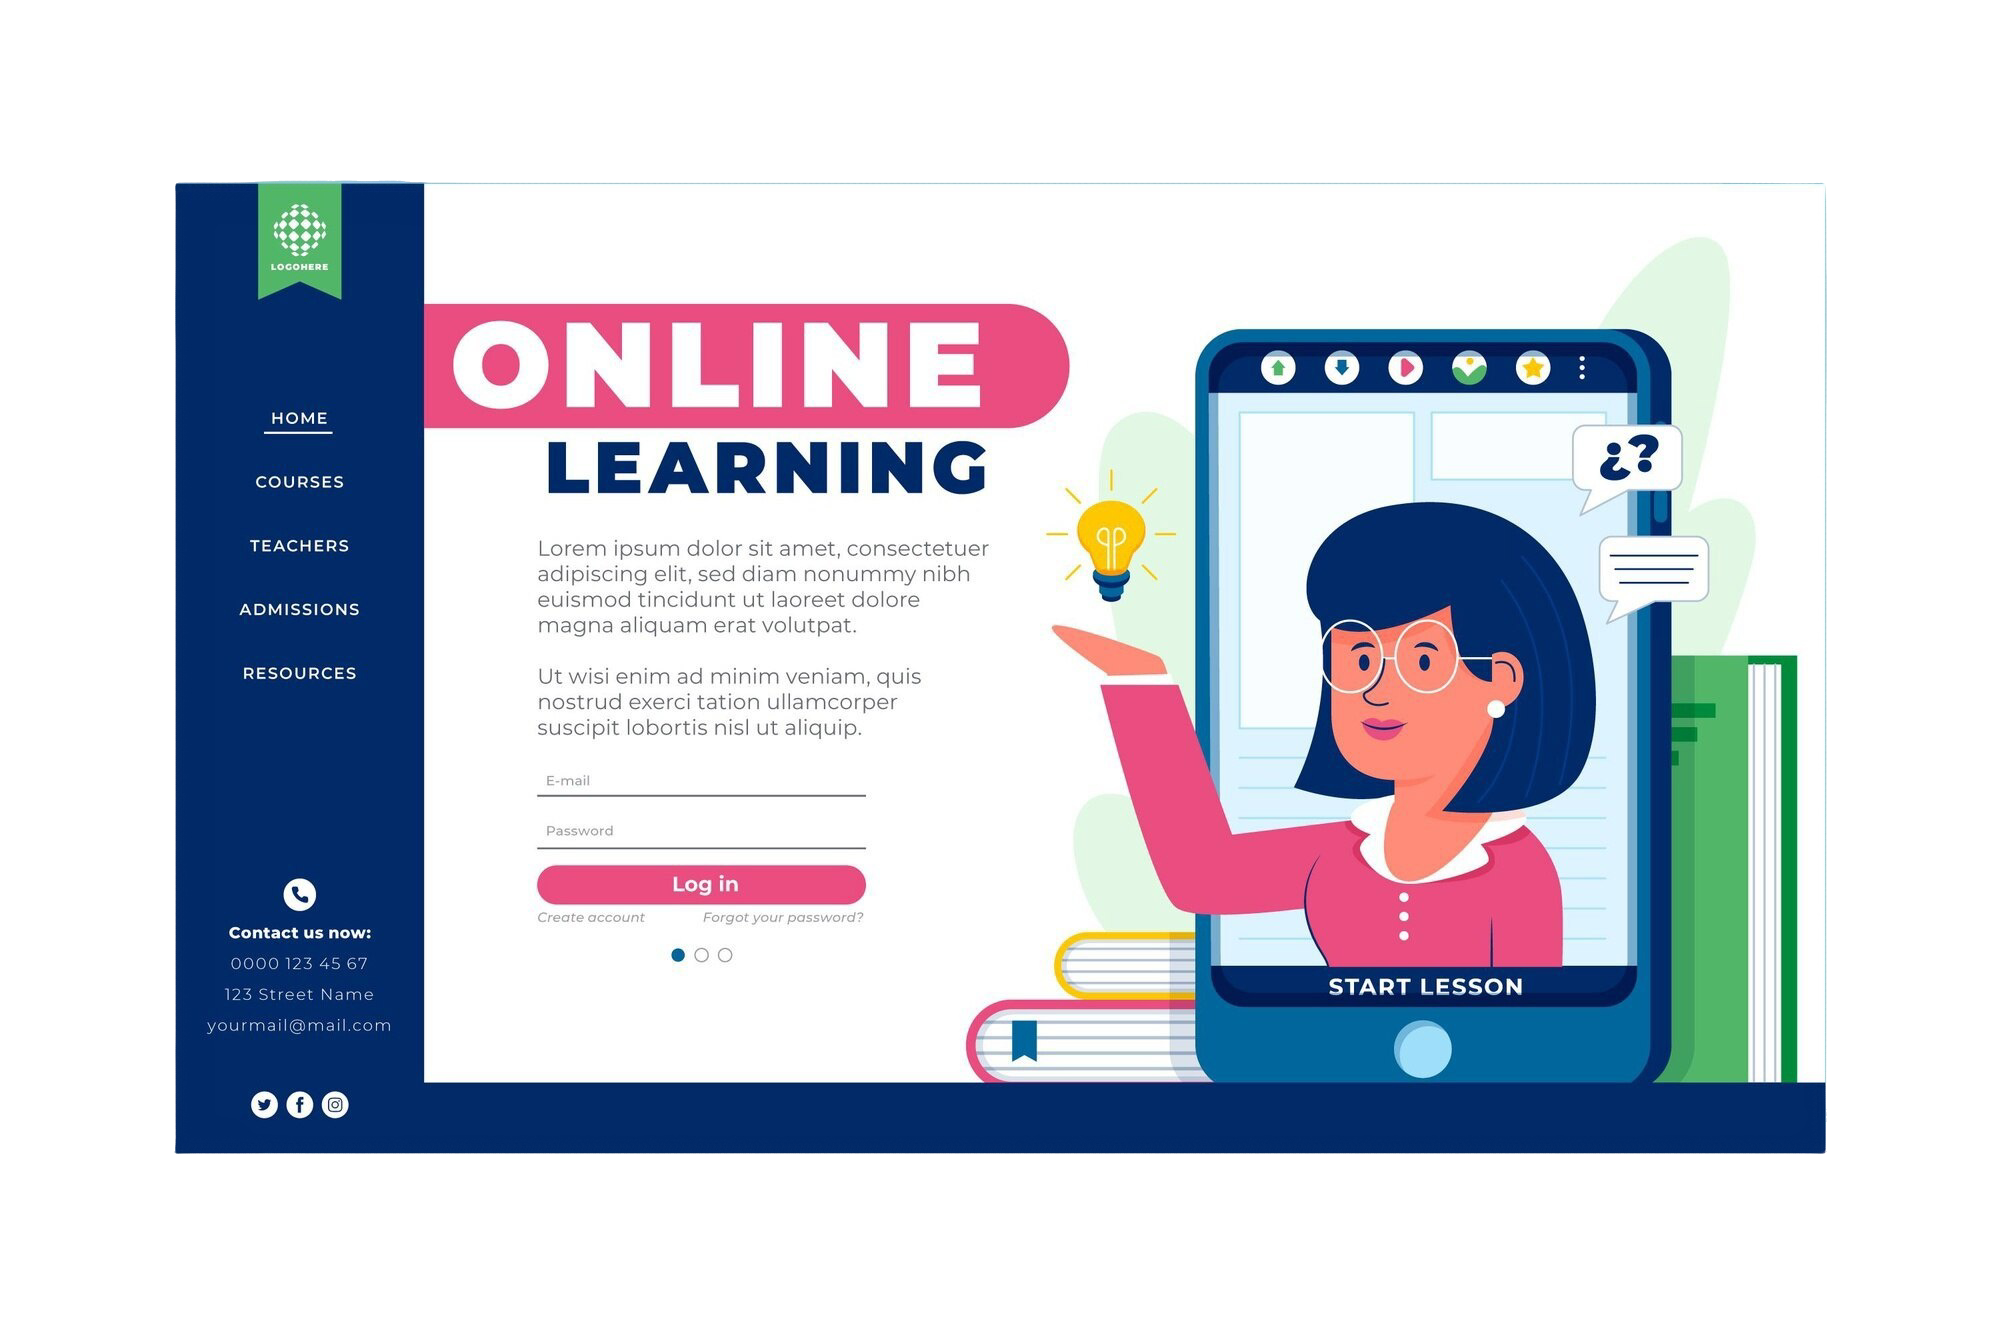 LOGOHERE
HOME
COURSES
TEACHERS
ADMISSIONS
RESOURCES
Contact us now:
0000 123 45 67
123 Street Name
yourmail@mail.com
ONLINE
LEARNING
Lorem ipsum dolor sit amet, consectetuer
adipiscing elit, sed diam nonummy nibh
euismod tincidunt ut laoreet dolore
magna aliquam erat volutpat.
Ut wisi enim ad minim veniam, quis
nostrud exerci tation ullamcorper
suscipit lobortis nisl ut aliquip.
E-mail
Password
Log in
Create account Forgot your password?
¿?
START LESSON